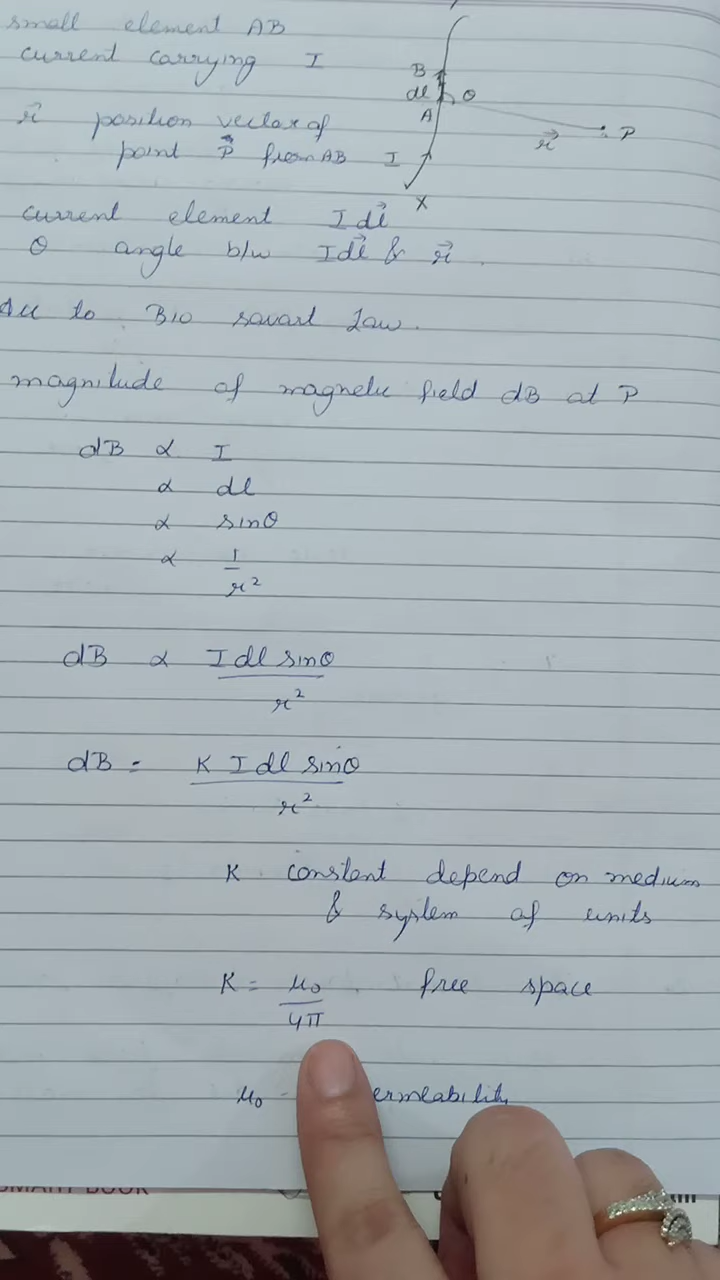 small element AB
current carrying I
r⃗ position vector of
point P⃗ from AB
B
dl θ
A
P
r⃗
I
X
current element I dl⃗
θ angle b/w I dl⃗ & r⃗.
Acc to Bio savart law.
magnitude of magnetic field dB at P
dB ∝ I
∝ dl
∝ sinθ
∝ 1/r²
dB ∝ I dl sinθ / r²
dB = K I dl sinθ / r²
K constant depend on medium
& system of units
K = μ₀/4π . free space
μ₀ - ermeability